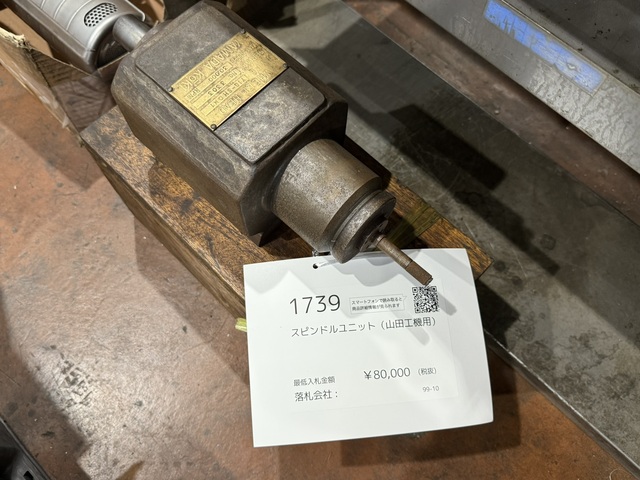 1739
スマートフォンで読み取ると
商品詳細情報が見られます
スピンドルユニット（山田工機用）
最低入札金額 ￥80,000 （税抜）
落札会社：
99-10